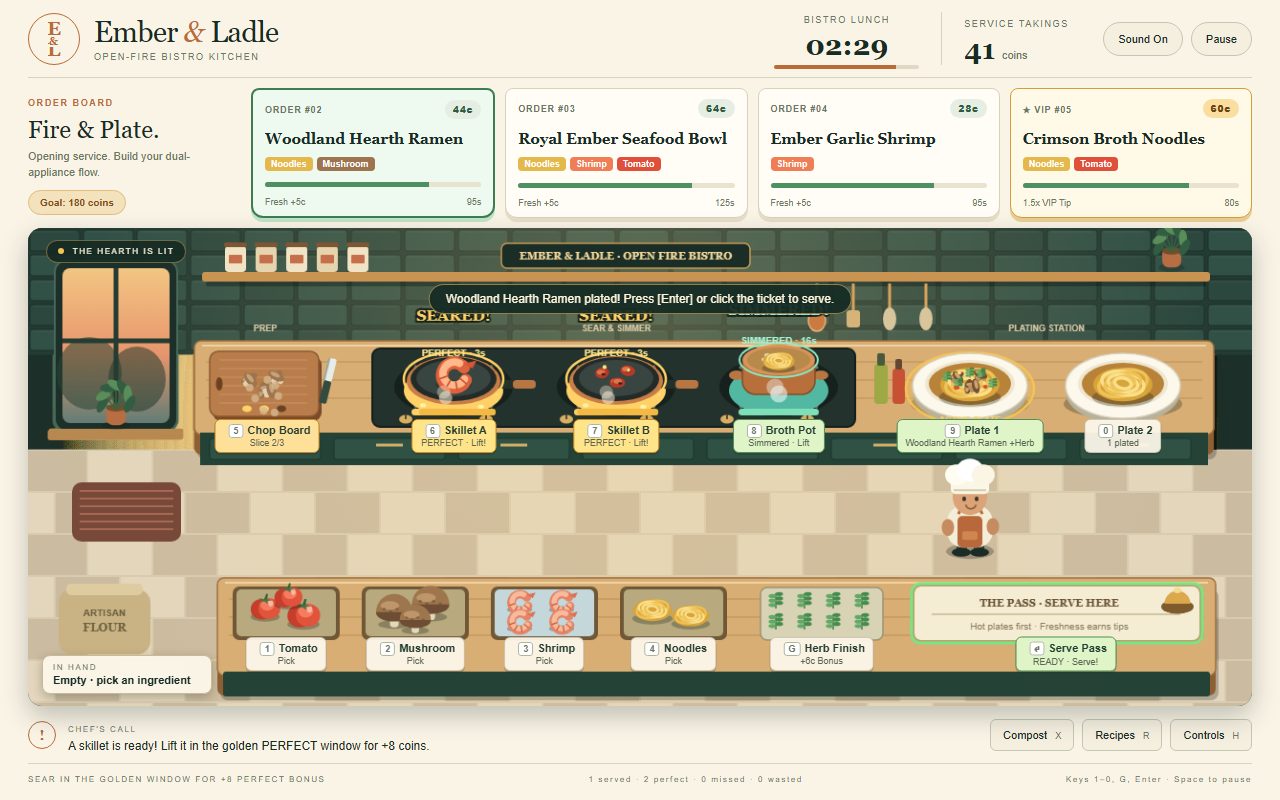 E
&
L
Ember & Ladle
OPEN-FIRE BISTRO KITCHEN
BISTRO LUNCH
02:29
SERVICE TAKINGS
41 coins
Sound On
Pause
ORDER BOARD
Fire & Plate.
Opening service. Build your dual-
appliance flow.
Goal: 180 coins
ORDER #02
44c
Woodland Hearth Ramen
Noodles
Mushroom
Fresh +5c
95s
ORDER #03
64c
Royal Ember Seafood Bowl
Noodles
Shrimp
Tomato
Fresh +5c
125s
ORDER #04
28c
Ember Garlic Shrimp
Shrimp
Fresh +5c
95s
★ VIP #05
60c
Crimson Broth Noodles
Noodles
Tomato
1.5x VIP Tip
80s
THE HEARTH IS LIT
EMBER & LADLE · OPEN FIRE BISTRO
Woodland Hearth Ramen plated! Press [Enter] or click the ticket to serve.
SEARED!
SEARED!
PREP
SEAR & SIMMER
PLATING STATION
SIMMERED · 16s
PERFECT · 3s
PERFECT · 3s
5 Chop Board
Slice 2/3
6 Skillet A
PERFECT · Lift!
7 Skillet B
PERFECT · Lift!
8 Broth Pot
Simmered · Lift
9 Plate 1
Woodland Hearth Ramen +Herb
0 Plate 2
1 plated
ARTISAN
FLOUR
THE PASS · SERVE HERE
Hot plates first · Freshness earns tips
1 Tomato
Pick
2 Mushroom
Pick
3 Shrimp
Pick
4 Noodles
Pick
G Herb Finish
+6c Bonus
↵ Serve Pass
READY · Serve!
IN HAND
Empty · pick an ingredient
!
CHEF'S CALL
A skillet is ready! Lift it in the golden PERFECT window for +8 coins.
Compost X
Recipes R
Controls H
SEAR IN THE GOLDEN WINDOW FOR +8 PERFECT BONUS
1 served · 2 perfect · 0 missed · 0 wasted
Keys 1–0, G, Enter · Space to pause